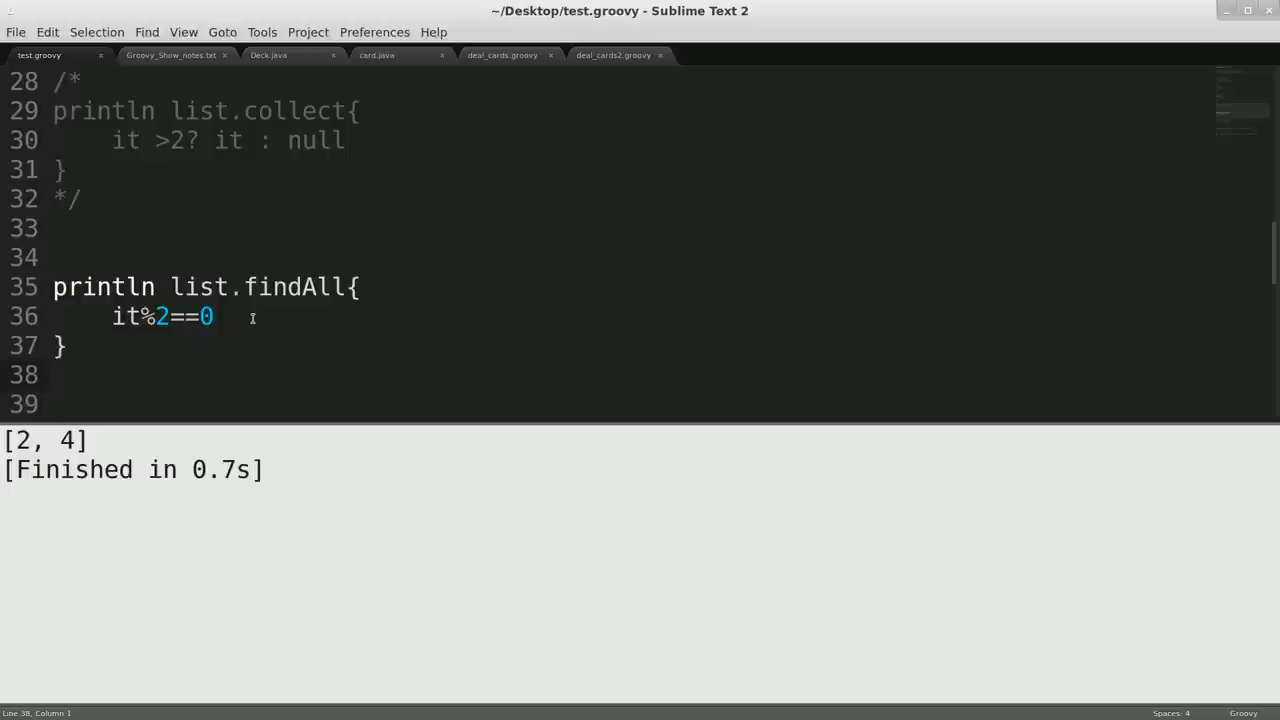 ~/Desktop/test.groovy - Sublime Text 2
File Edit Selection Find View Goto Tools Project Preferences Help
test.groovy Groovy_Show_notes.txt Deck.java card.java deal_cards.groovy deal_cards2.groovy
28 /*
29 println list.collect{
30 it >2? it : null
31 }
32 */
33
34
35 println list.findAll{
36 it%2==0
37 }
38
39
[2, 4]
[Finished in 0.7s]
Line 38, Column 1 Spaces: 4 Groovy